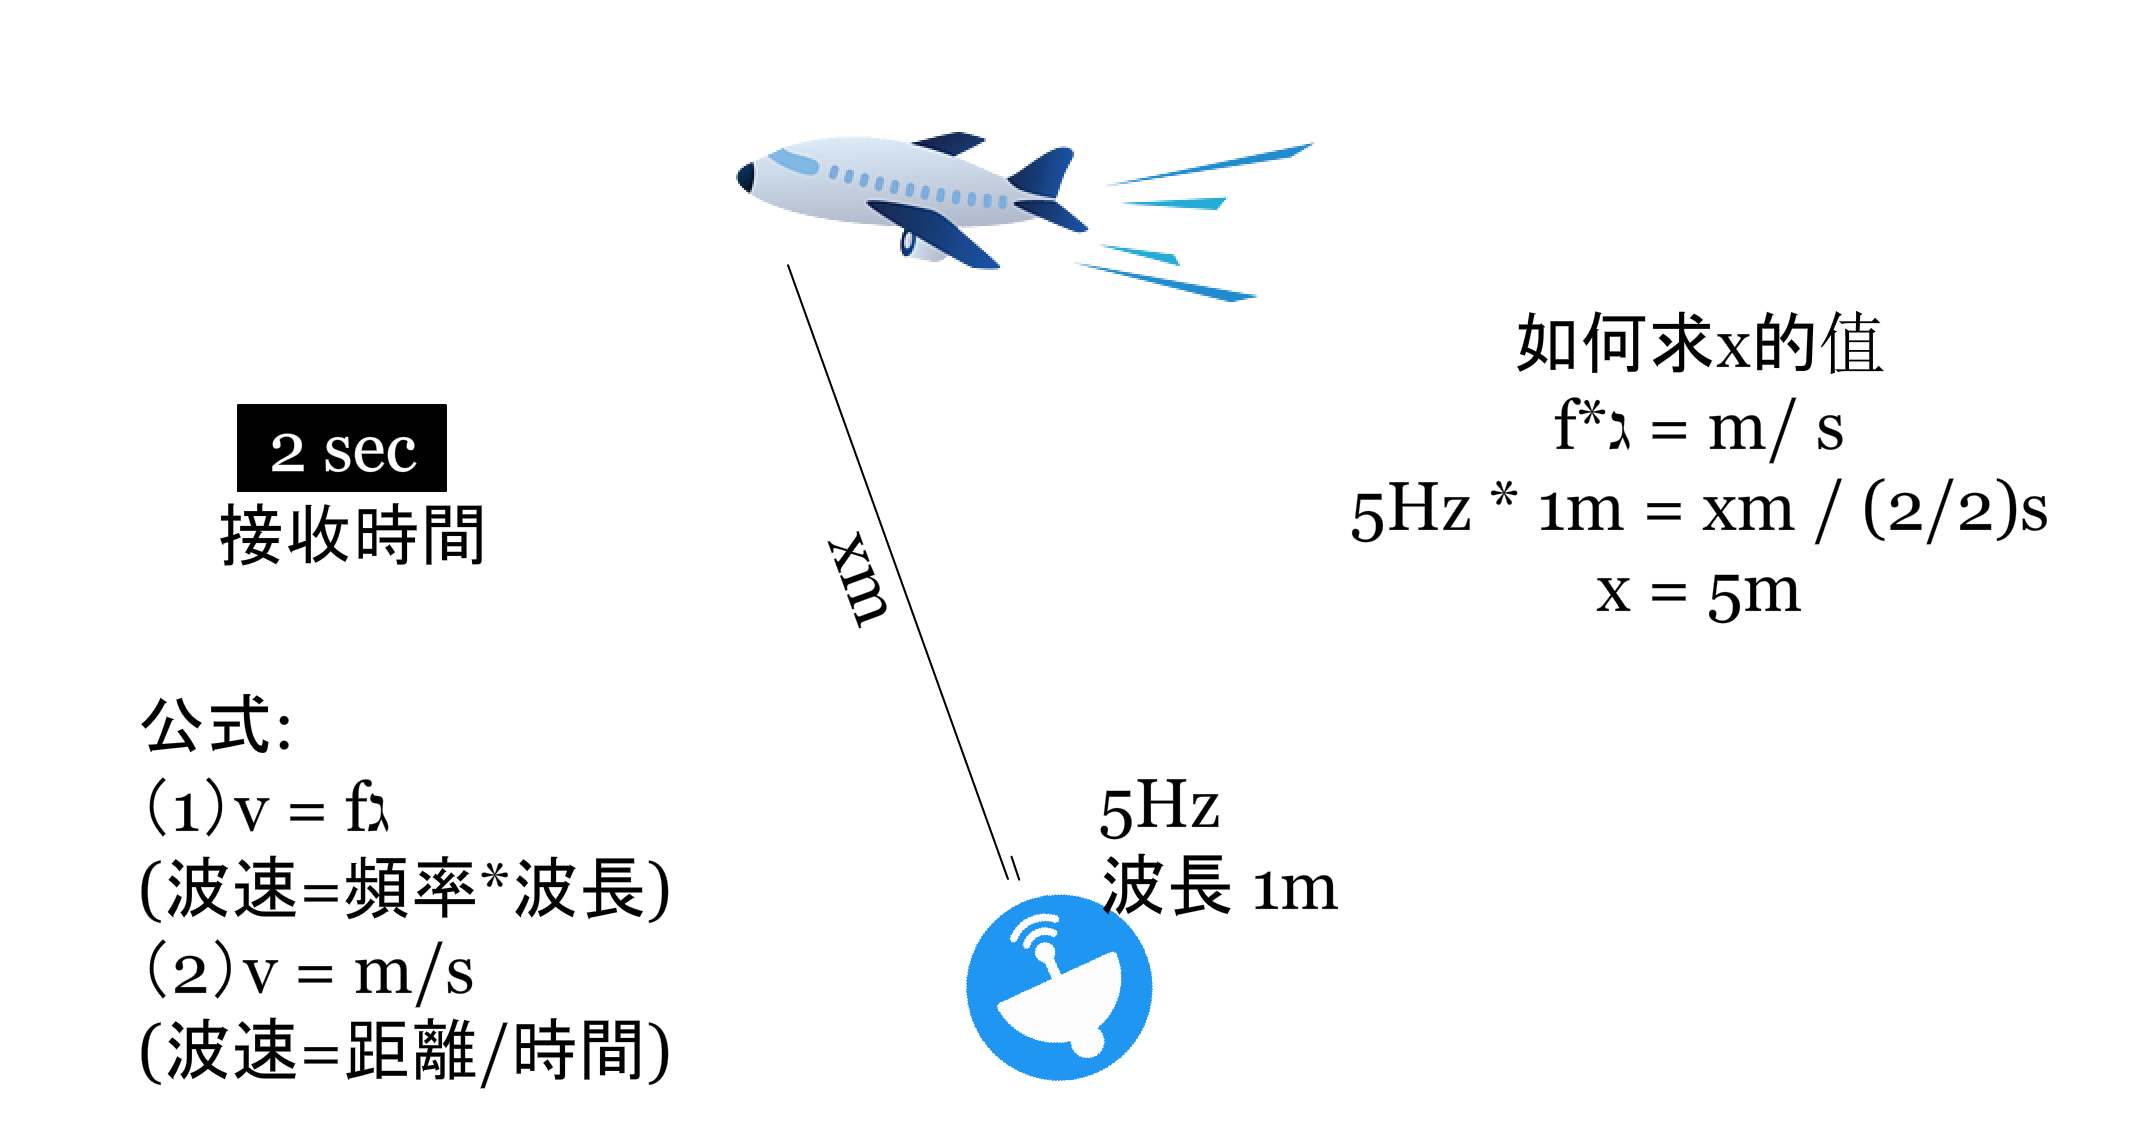 2 sec
接收時間
xm
如何求x的值
f*ג = m/ s
5Hz * 1m = xm / (2/2)s
x = 5m
公式:
（1）v = fג
(波速=頻率*波長)
（2）v = m/s
(波速=距離/時間)
5Hz
波長 1m